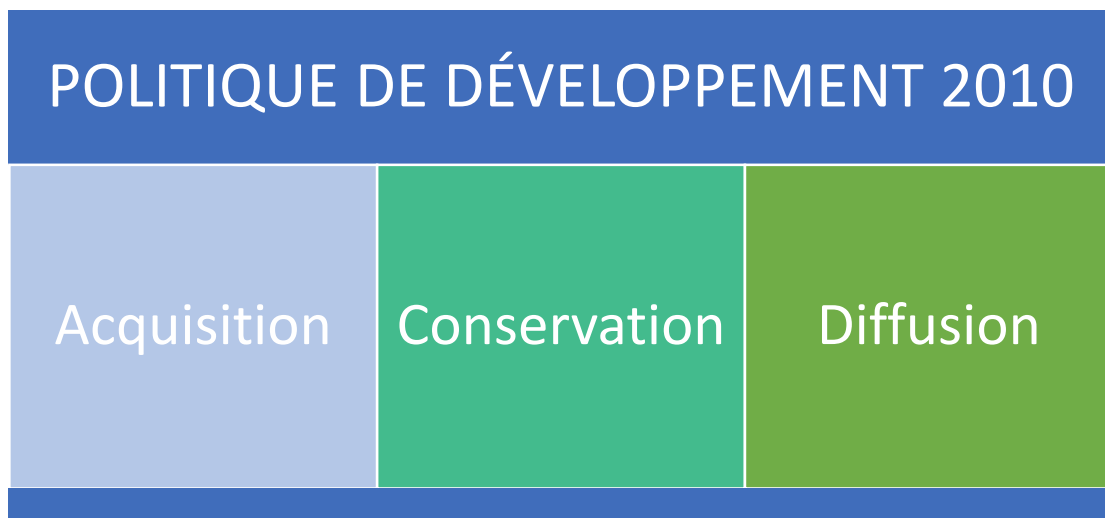 POLITIQUE DE DÉVELOPPEMENT 2010
Acquisition
Conservation
Diffusion